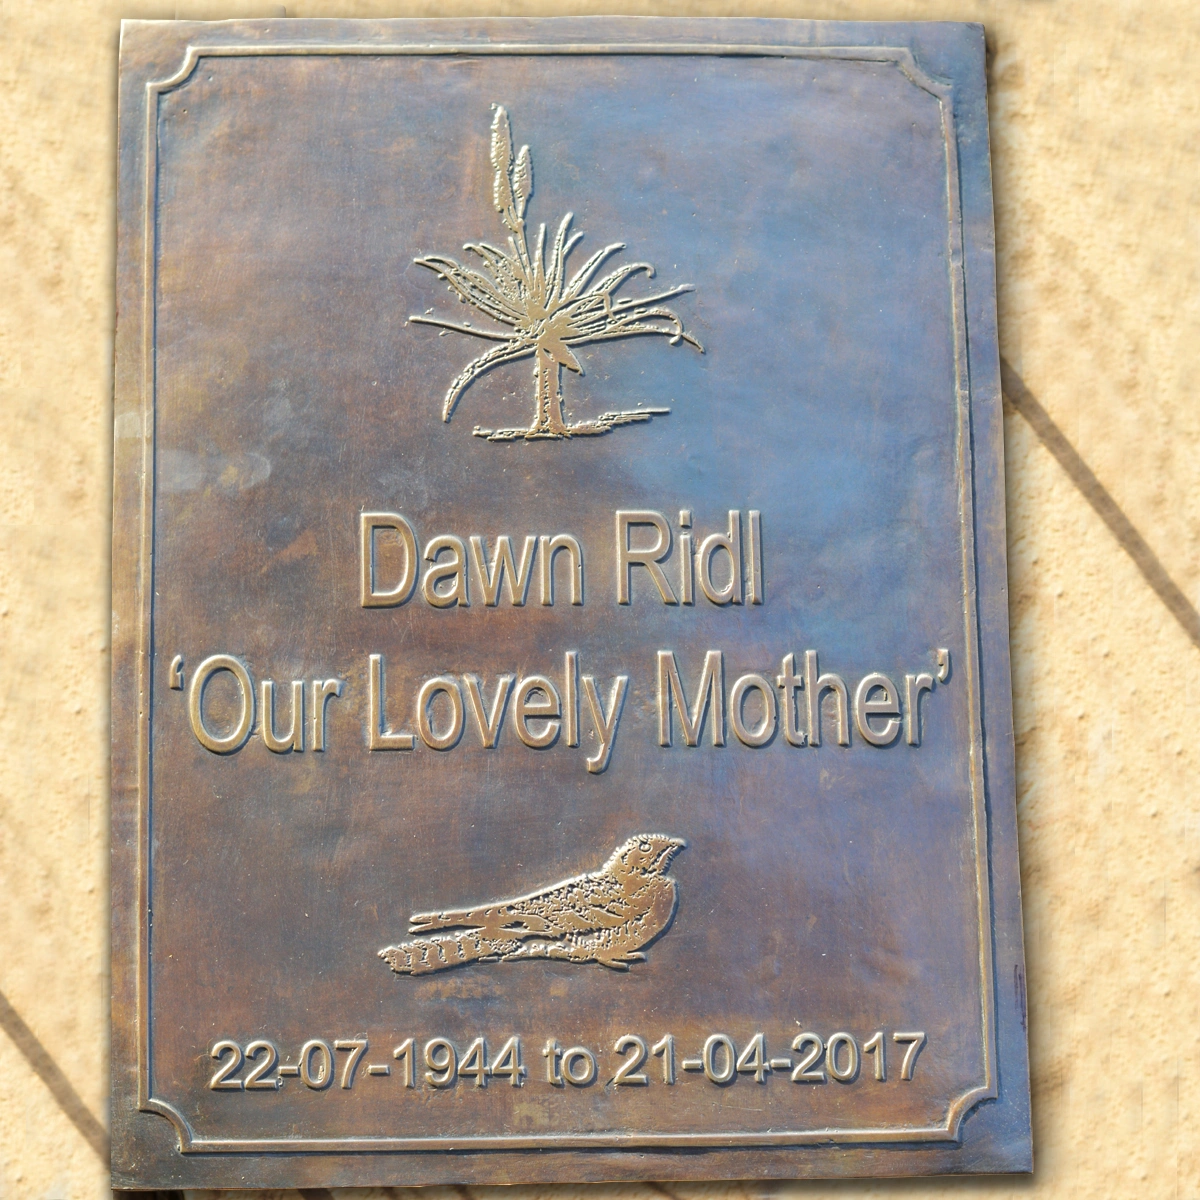 Dawn Ridl
‘Our Lovely Mother’
22-07-1944 to 21-04-2017